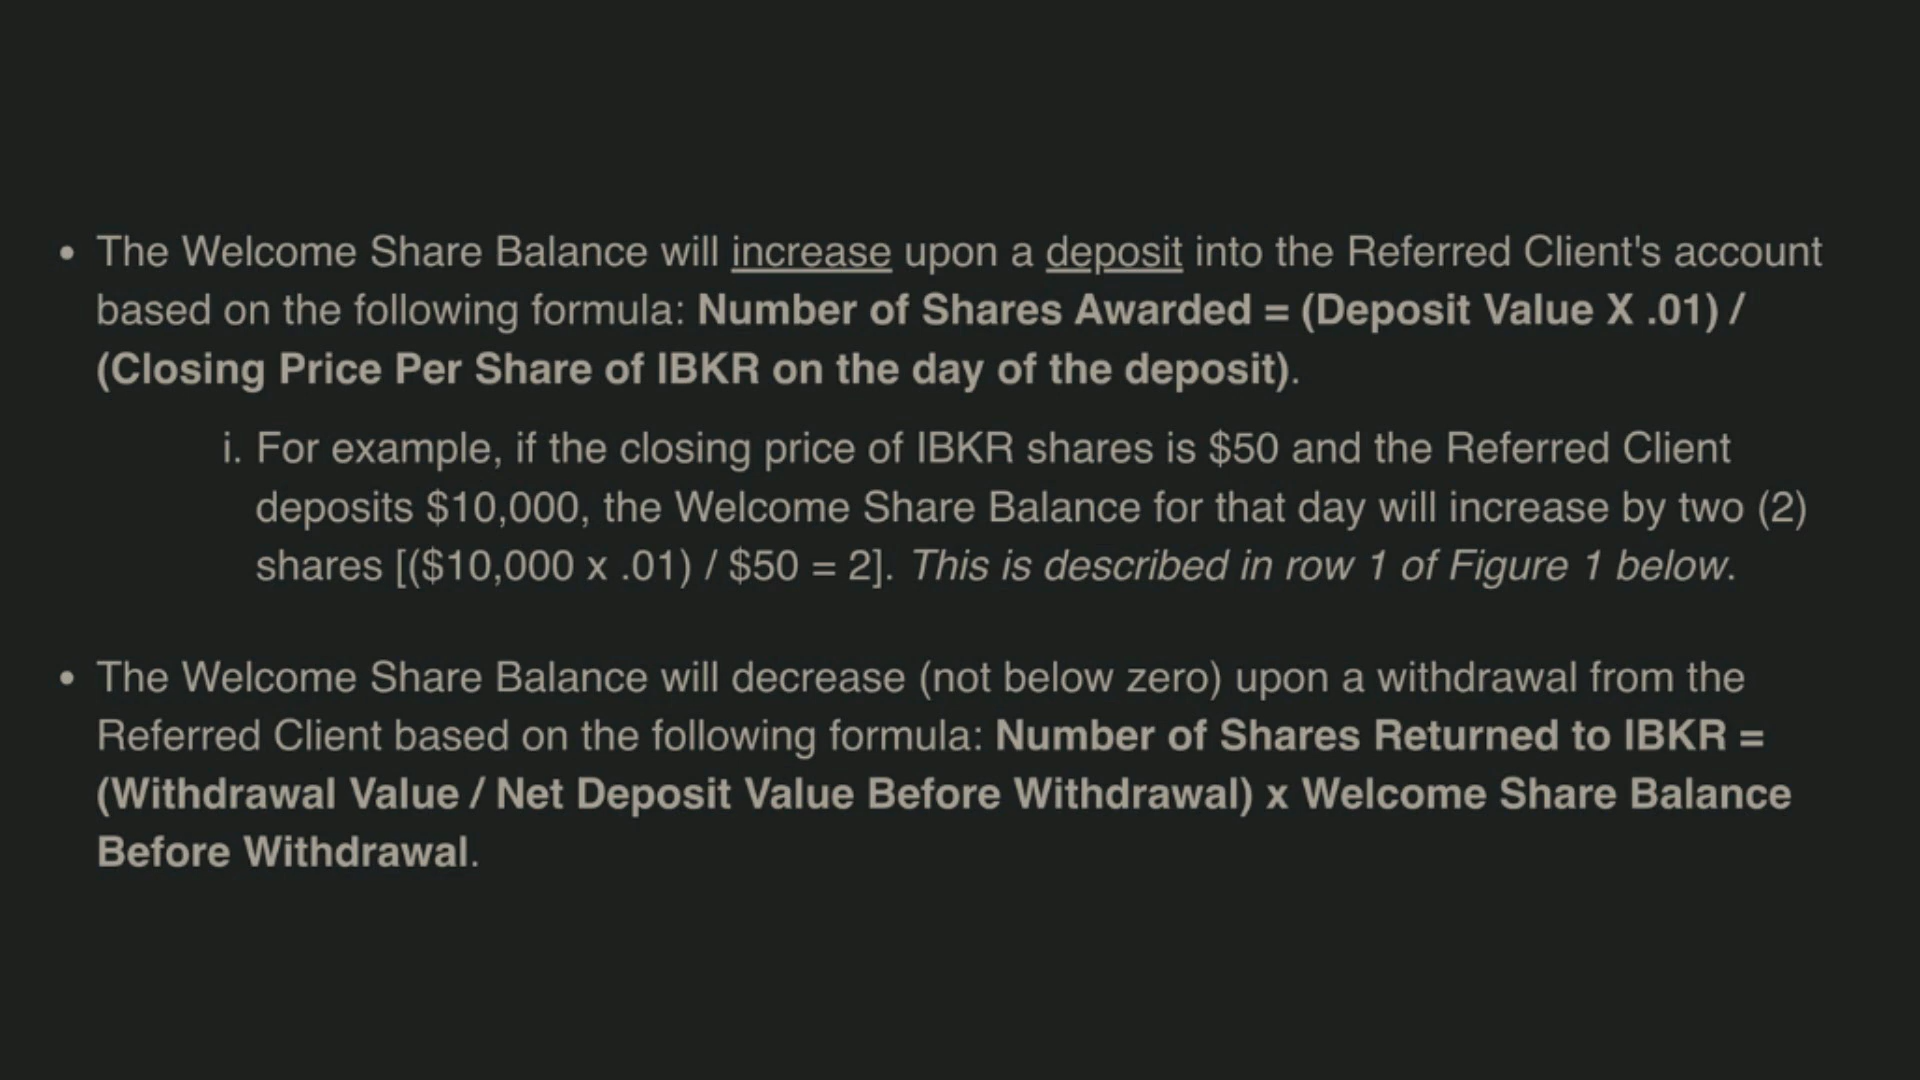 • The Welcome Share Balance will increase upon a deposit into the Referred Client's account
based on the following formula: Number of Shares Awarded = (Deposit Value X .01) /
(Closing Price Per Share of IBKR on the day of the deposit).
i. For example, if the closing price of IBKR shares is $50 and the Referred Client
deposits $10,000, the Welcome Share Balance for that day will increase by two (2)
shares [($10,000 x .01) / $50 = 2]. This is described in row 1 of Figure 1 below.
• The Welcome Share Balance will decrease (not below zero) upon a withdrawal from the
Referred Client based on the following formula: Number of Shares Returned to IBKR =
(Withdrawal Value / Net Deposit Value Before Withdrawal) x Welcome Share Balance
Before Withdrawal.